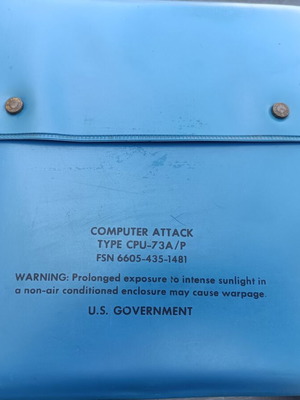 COMPUTER ATTACK
TYPE CPU-73A/P
FSN 6605-435-1481
WARNING: Prolonged exposure to intense sunlight in
a non-air conditioned enclosure may cause warpage.
U.S. GOVERNMENT